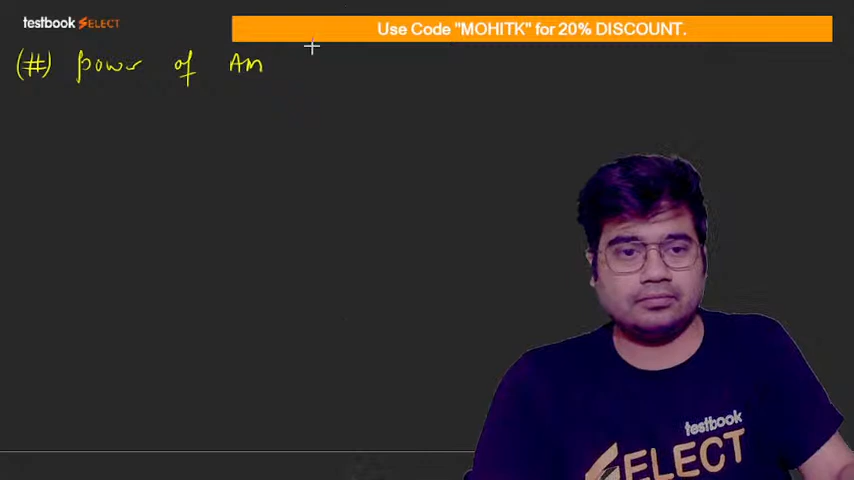 testbook SELECT
Use Code "MOHITK" for 20% DISCOUNT.
(#) power of AM
testbook
SELECT